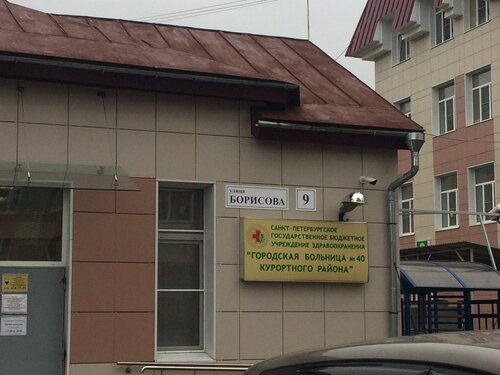 улица
БОРИСОВА
9
САНКТ-ПЕТЕРБУРГСКОЕ
ГОСУДАРСТВЕННОЕ БЮДЖЕТНОЕ
УЧРЕЖДЕНИЕ ЗДРАВООХРАНЕНИЯ
"ГОРОДСКАЯ БОЛЬНИЦА № 40
КУРОРТНОГО РАЙОНА"